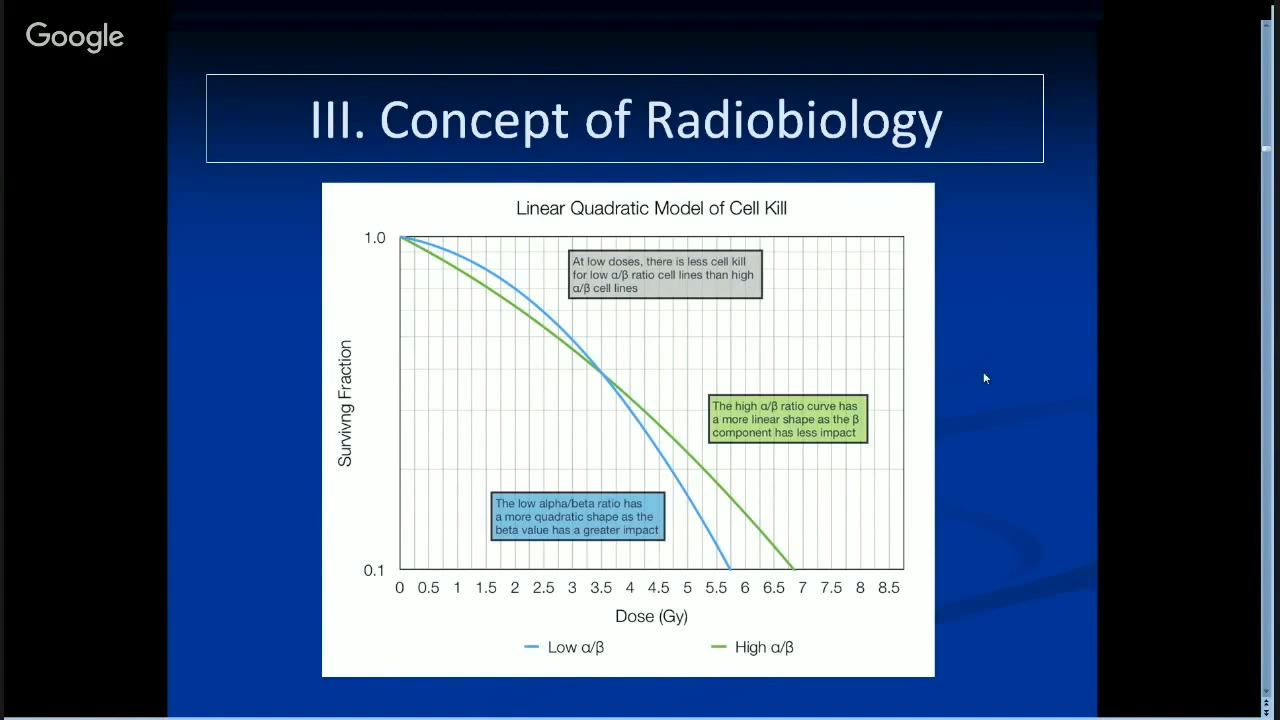 Google
III. Concept of Radiobiology
Linear Quadratic Model of Cell Kill
1.0
At low doses, there is less cell kill
for low α/β ratio cell lines than high
α/β cell lines
Survivng Fraction
The high α/β ratio curve has
a more linear shape as the β
component has less impact
The low alpha/beta ratio has
a more quadratic shape as the
beta value has a greater impact
0.1
0 0.5 1 1.5 2 2.5 3 3.5 4 4.5 5 5.5 6 6.5 7 7.5 8 8.5
Dose (Gy)
Low α/β High α/β